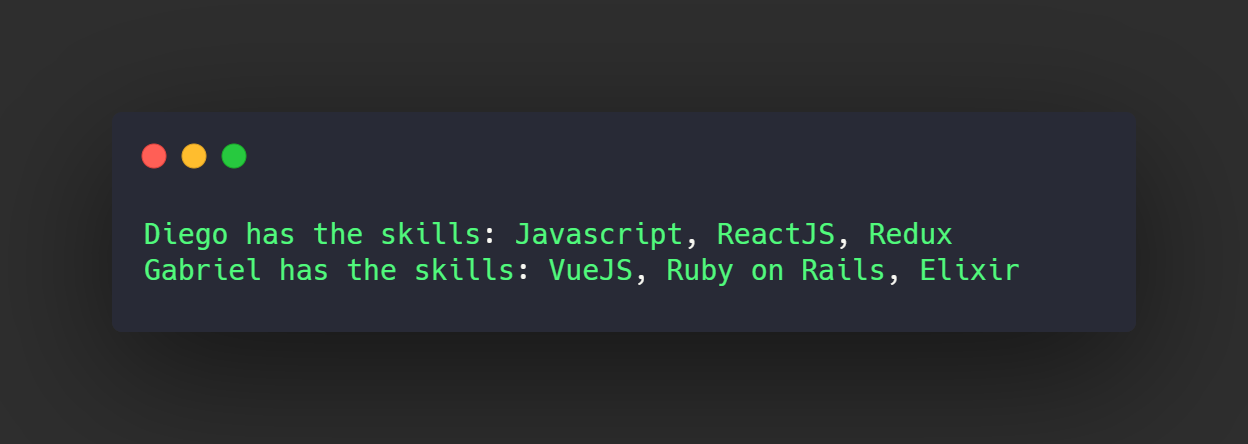 Diego has the skills: Javascript, ReactJS, Redux
Gabriel has the skills: VueJS, Ruby on Rails, Elixir